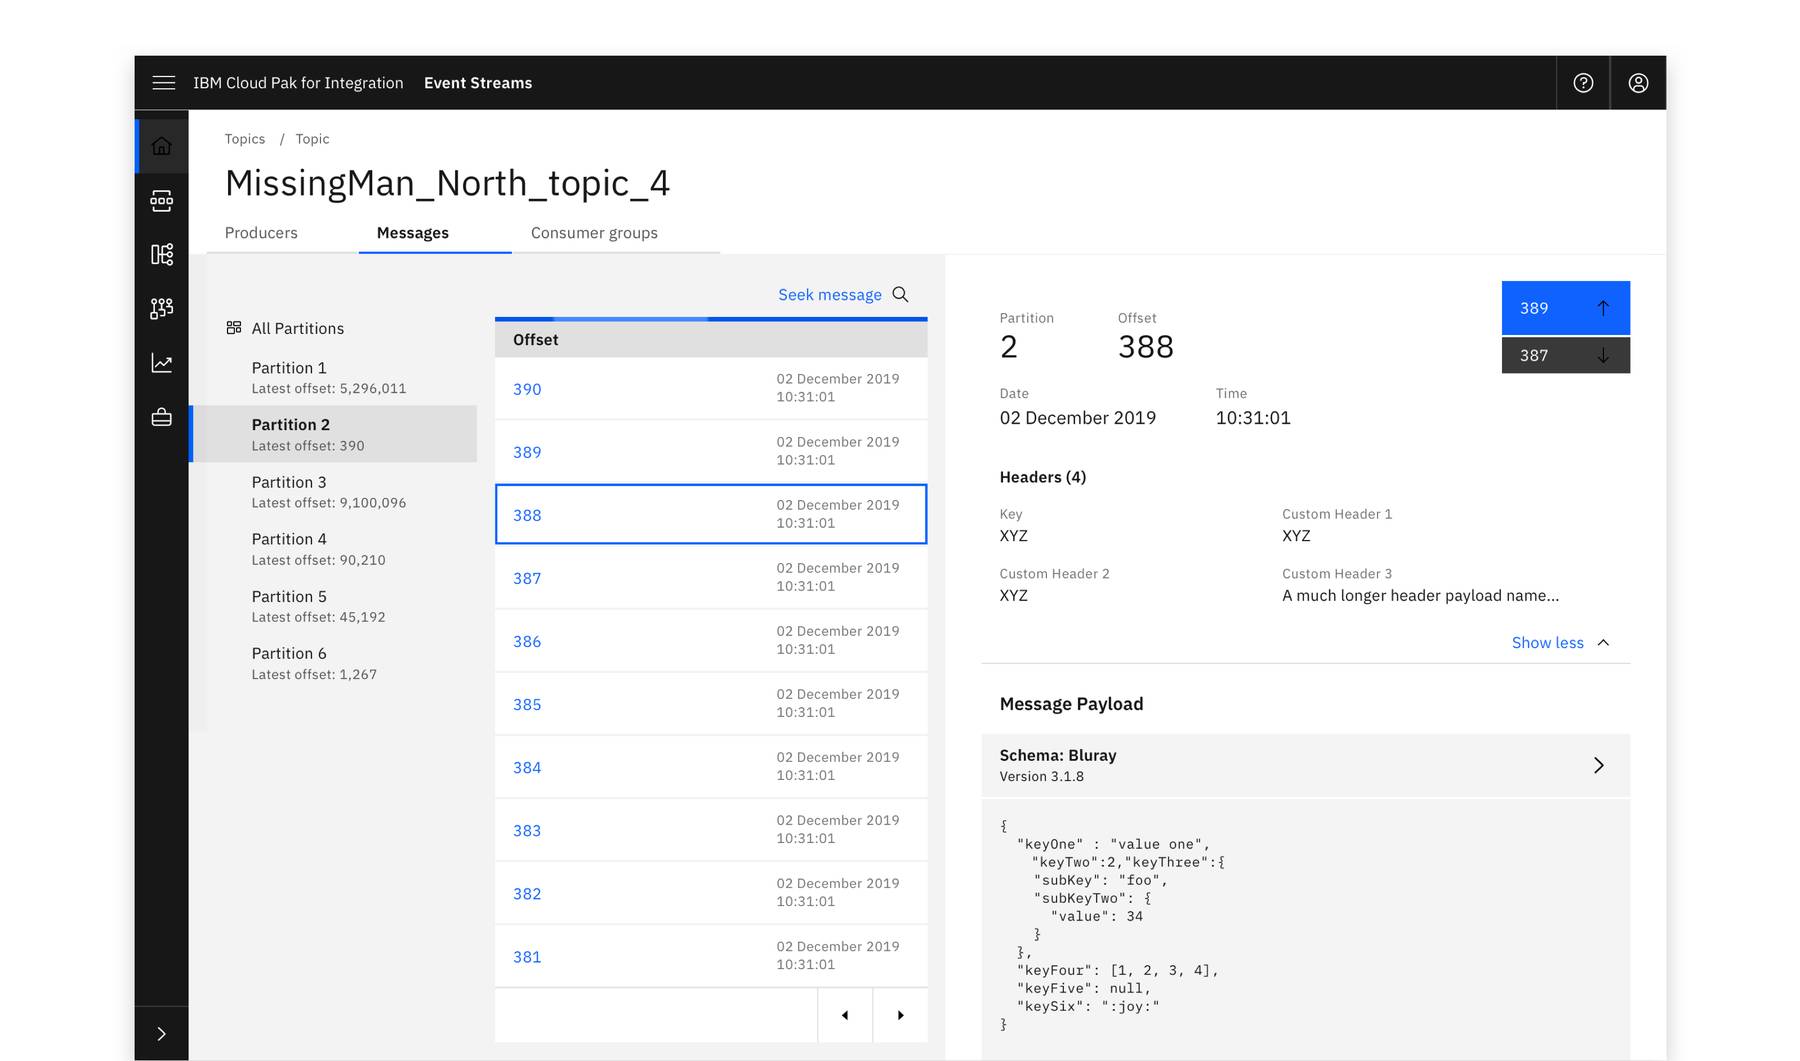 IBM Cloud Pak for Integration Event Streams
Topics / Topic
MissingMan_North_topic_4
Producers Messages Consumer groups
All Partitions
Partition 1
Latest offset: 5,296,011
Partition 2
Latest offset: 390
Partition 3
Latest offset: 9,100,096
Partition 4
Latest offset: 90,210
Partition 5
Latest offset: 45,192
Partition 6
Latest offset: 1,267
Seek message
Offset
390 02 December 2019
10:31:01
389 02 December 2019
10:31:01
388 02 December 2019
10:31:01
387 02 December 2019
10:31:01
386 02 December 2019
10:31:01
385 02 December 2019
10:31:01
384 02 December 2019
10:31:01
383 02 December 2019
10:31:01
382 02 December 2019
10:31:01
381 02 December 2019
10:31:01
Partition Offset
2 388
389
387
Date Time
02 December 2019 10:31:01
Headers (4)
Key Custom Header 1
XYZ XYZ
Custom Header 2 Custom Header 3
XYZ A much longer header payload name...
Show less
Message Payload
Schema: Bluray
Version 3.1.8
{
"keyOne" : "value one",
"keyTwo":2,"keyThree":{
"subKey": "foo",
"subKeyTwo": {
"value": 34
}
},
"keyFour": [1, 2, 3, 4],
"keyFive": null,
"keySix": ":joy:"
}